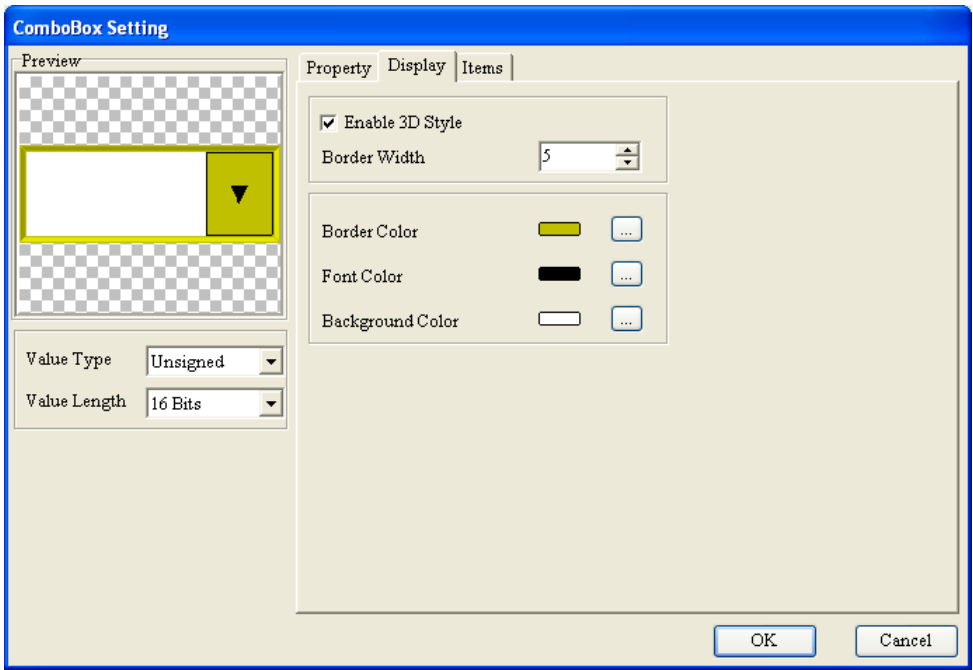 ComboBox Setting
Preview
Property Display Items
Enable 3D Style
Border Width 5
Border Color ...
Font Color ...
Background Color ...
Value Type Unsigned
Value Length 16 Bits
OK Cancel